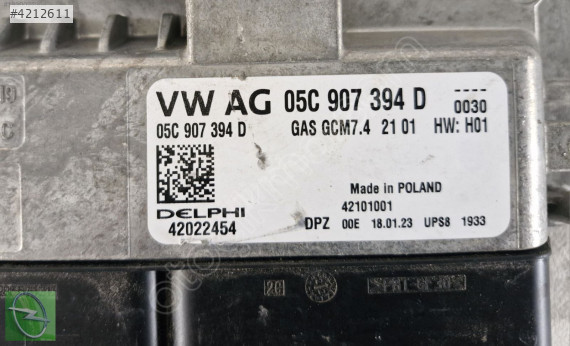 #4212611
VW AG 05C 907 394 D
----
0030
05C 907 394 D GAS GCM7.4 21 01 HW: H01
Made in POLAND
DELPHI 42101001
42022454 DPZ 00E 18.01.23 UPS8 1933